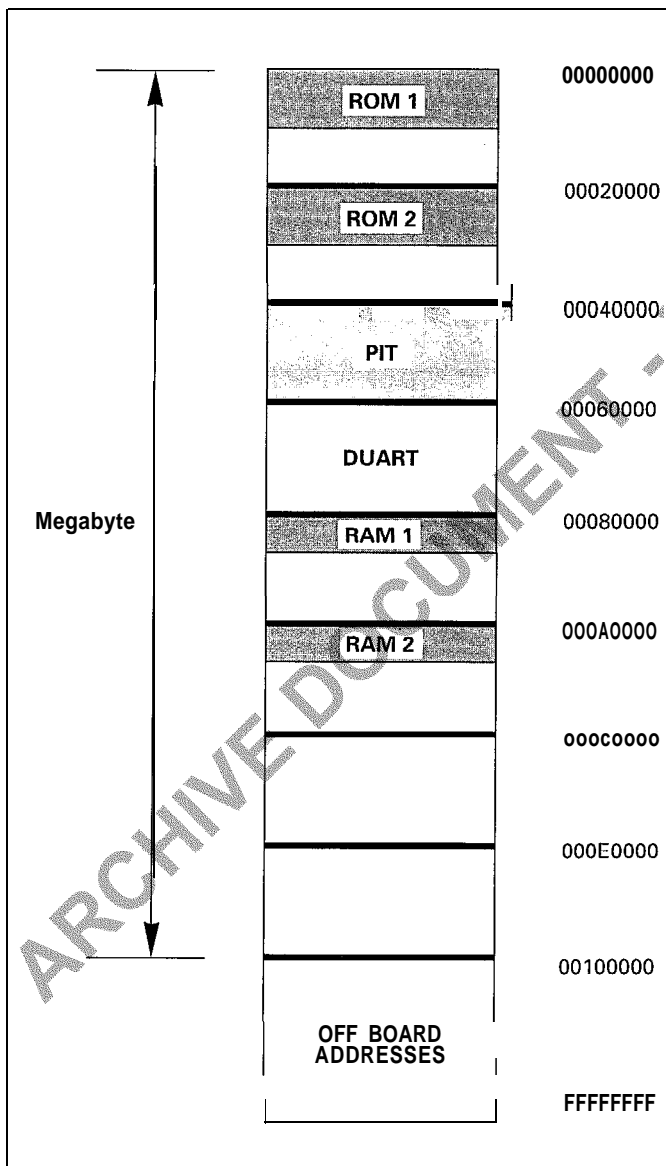 00000000
ROM 1
00020000
ROM 2
00040000
PIT
00060000
DUART
Megabyte
00080000
RAM 1
000A0000
RAM 2
000C0000
000E0000
00100000
OFF BOARD
ADDRESSES
FFFFFFFF
ARCHIVE DOCUMENT -